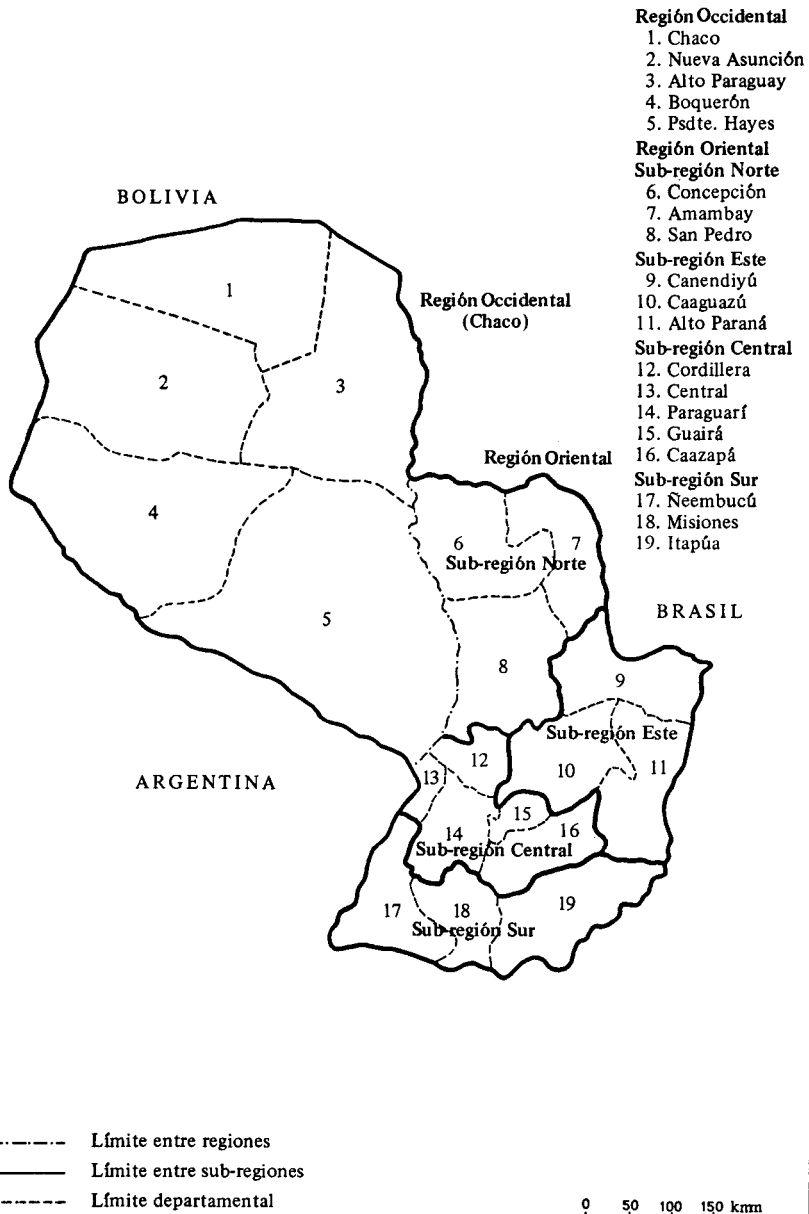 Región Occidental
1. Chaco
2. Nueva Asunción
3. Alto Paraguay
4. Boquerón
5. Psdte. Hayes
Región Oriental
Sub-región Norte
6. Concepción
7. Amambay
8. San Pedro
Sub-región Este
9. Canendiyú
10. Caaguazú
11. Alto Paraná
Sub-región Central
12. Cordillera
13. Central
14. Paraguarí
15. Guairá
16. Caazapá
Sub-región Sur
17. Ñeembucú
18. Misiones
19. Itapúa
BOLIVIA
1
Región Occidental
(Chaco)
2
3
Región Oriental
4
6
7
Sub-región Norte
BRASIL
5
8
9
Sub-región Este
12
10
11
13
ARGENTINA
15
14
16
Sub-región Central
17
18
19
Sub-región Sur
Límite entre regiones
Límite entre sub-regiones
Límite departamental
0 50 100 150 knm